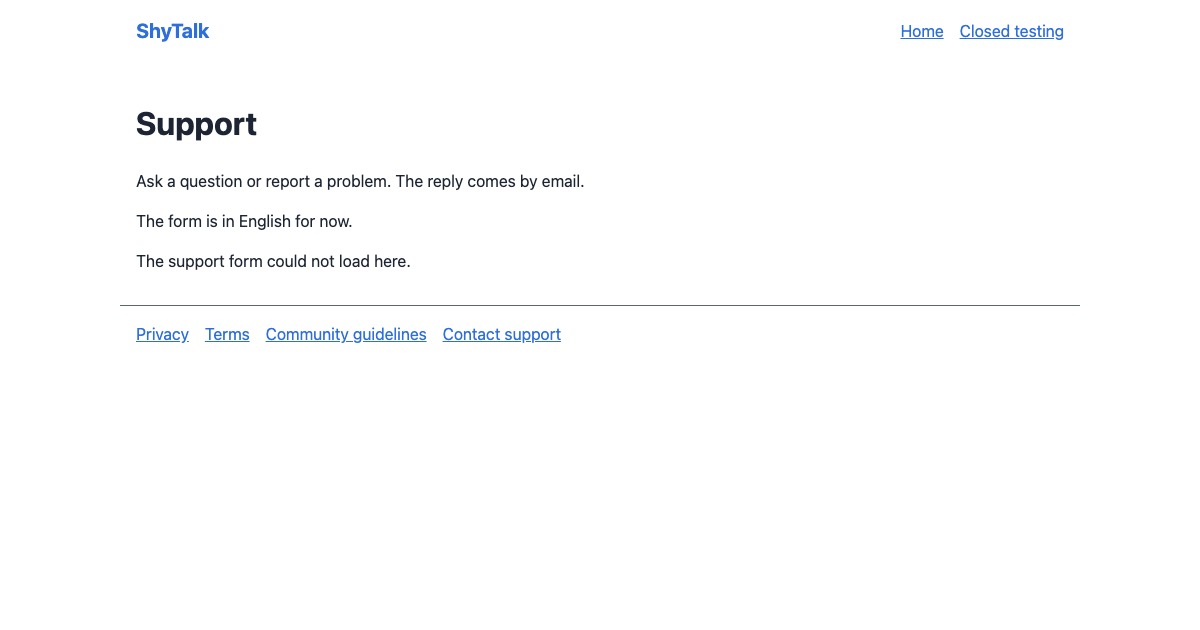 ShyTalk
Home Closed testing
Support
Ask a question or report a problem. The reply comes by email.
The form is in English for now.
The support form could not load here.
Privacy Terms Community guidelines Contact support